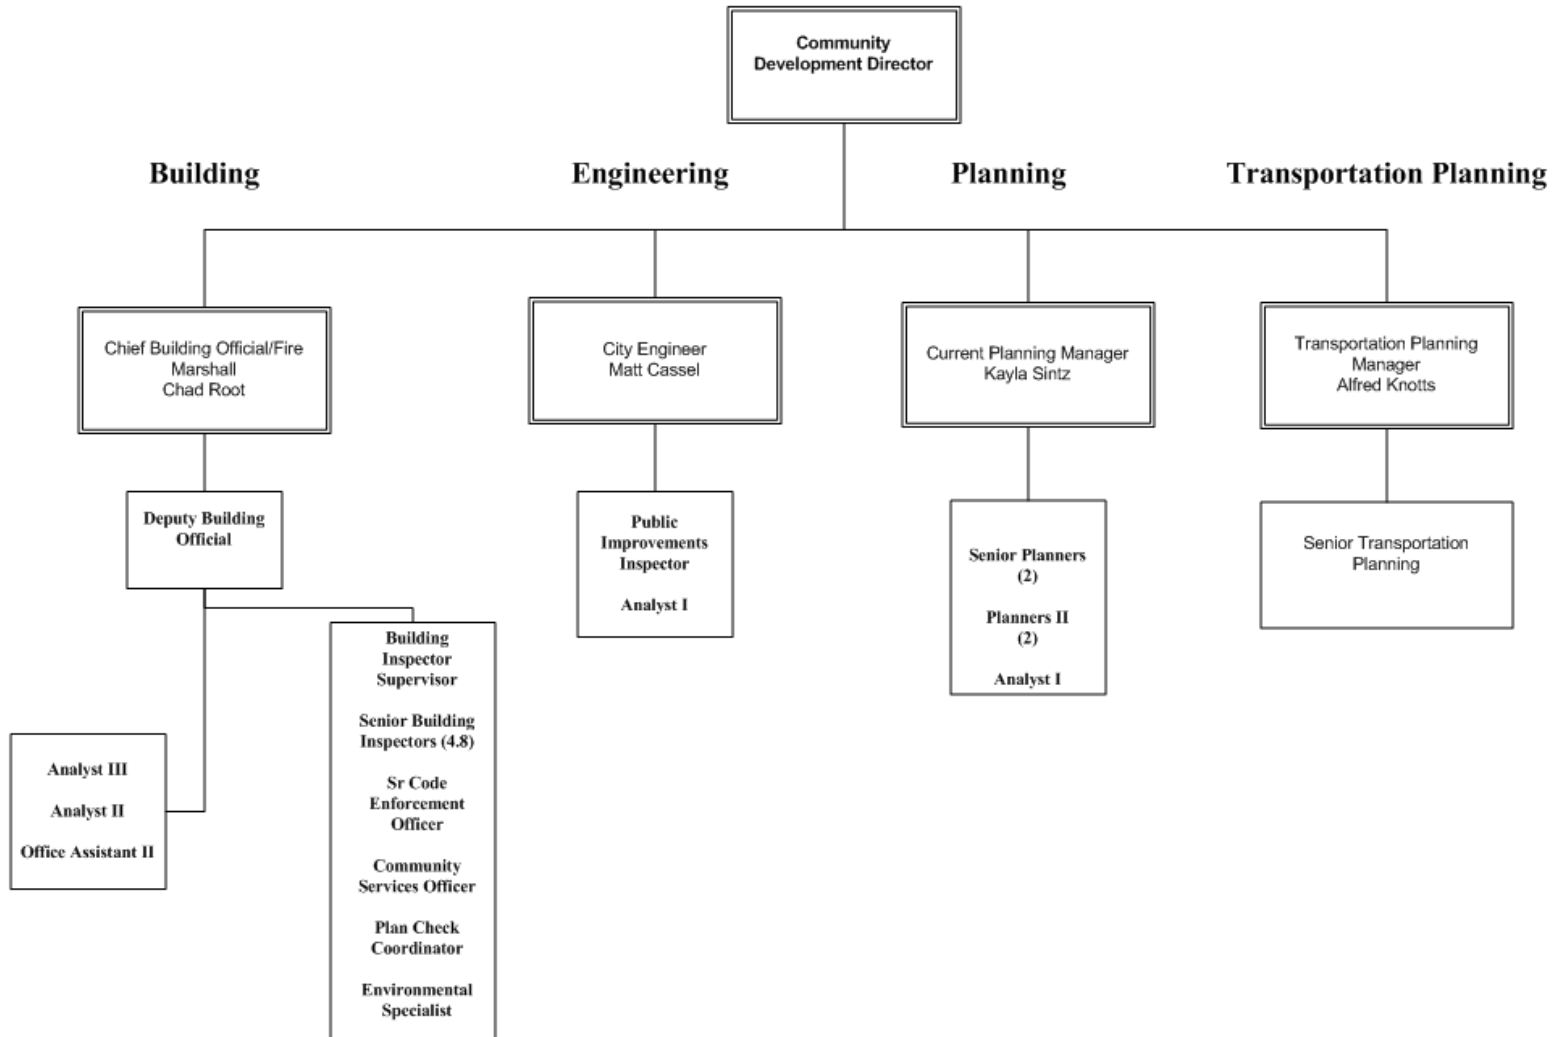 Community
Development Director
Building
Engineering
Planning
Transportation Planning
Chief Building Official/Fire
Marshall
Chad Root
City Engineer
Matt Cassel
Current Planning Manager
Kayla Sintz
Transportation Planning
Manager
Alfred Knotts
Deputy Building
Official
Public
Improvements
Inspector
Analyst I
Senior Planners
(2)
Planners II
(2)
Analyst I
Senior Transportation
Planning
Analyst III
Analyst II
Office Assistant II
Building
Inspector
Supervisor
Senior Building
Inspectors (4.8)
Sr Code
Enforcement
Officer
Community
Services Officer
Plan Check
Coordinator
Environmental
Specialist